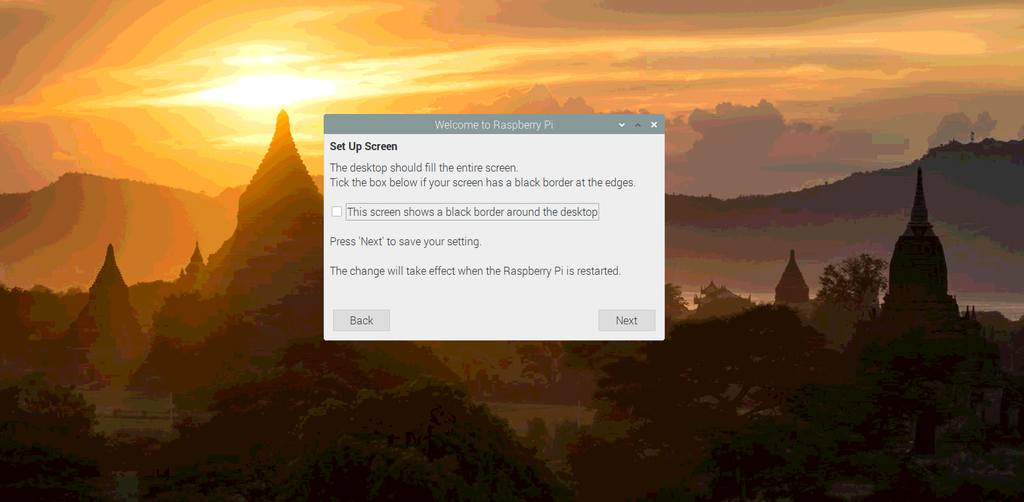 Welcome to Raspberry Pi
Set Up Screen
The desktop should fill the entire screen.
Tick the box below if your screen has a black border at the edges.
This screen shows a black border around the desktop
Press 'Next' to save your setting.
The change will take effect when the Raspberry Pi is restarted.
Back
Next